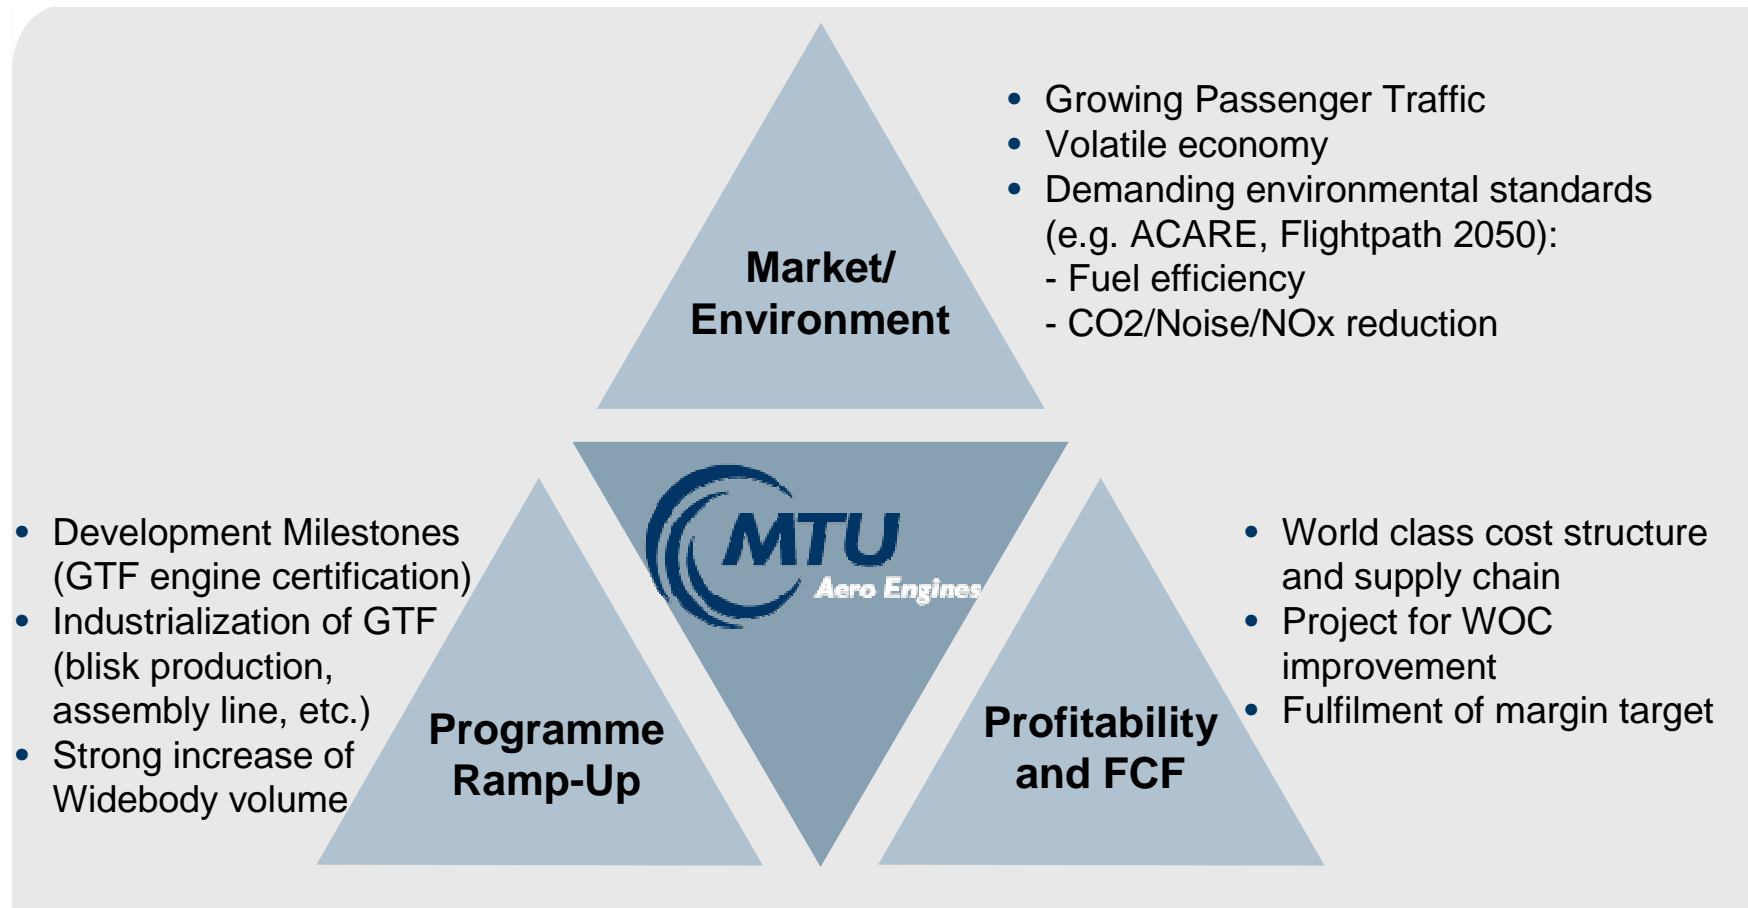 Market/
Environment
• Growing Passenger Traffic
• Volatile economy
• Demanding environmental standards
(e.g. ACARE, Flightpath 2050):
- Fuel efficiency
- CO2/Noise/NOx reduction
MTU
Aero Engines
• Development Milestones
(GTF engine certification)
• Industrialization of GTF
(blisk production,
assembly line, etc.)
• Strong increase of
Widebody volume
Programme
Ramp-Up
Profitability
and FCF
• World class cost structure
and supply chain
• Project for WOC
improvement
• Fulfilment of margin target